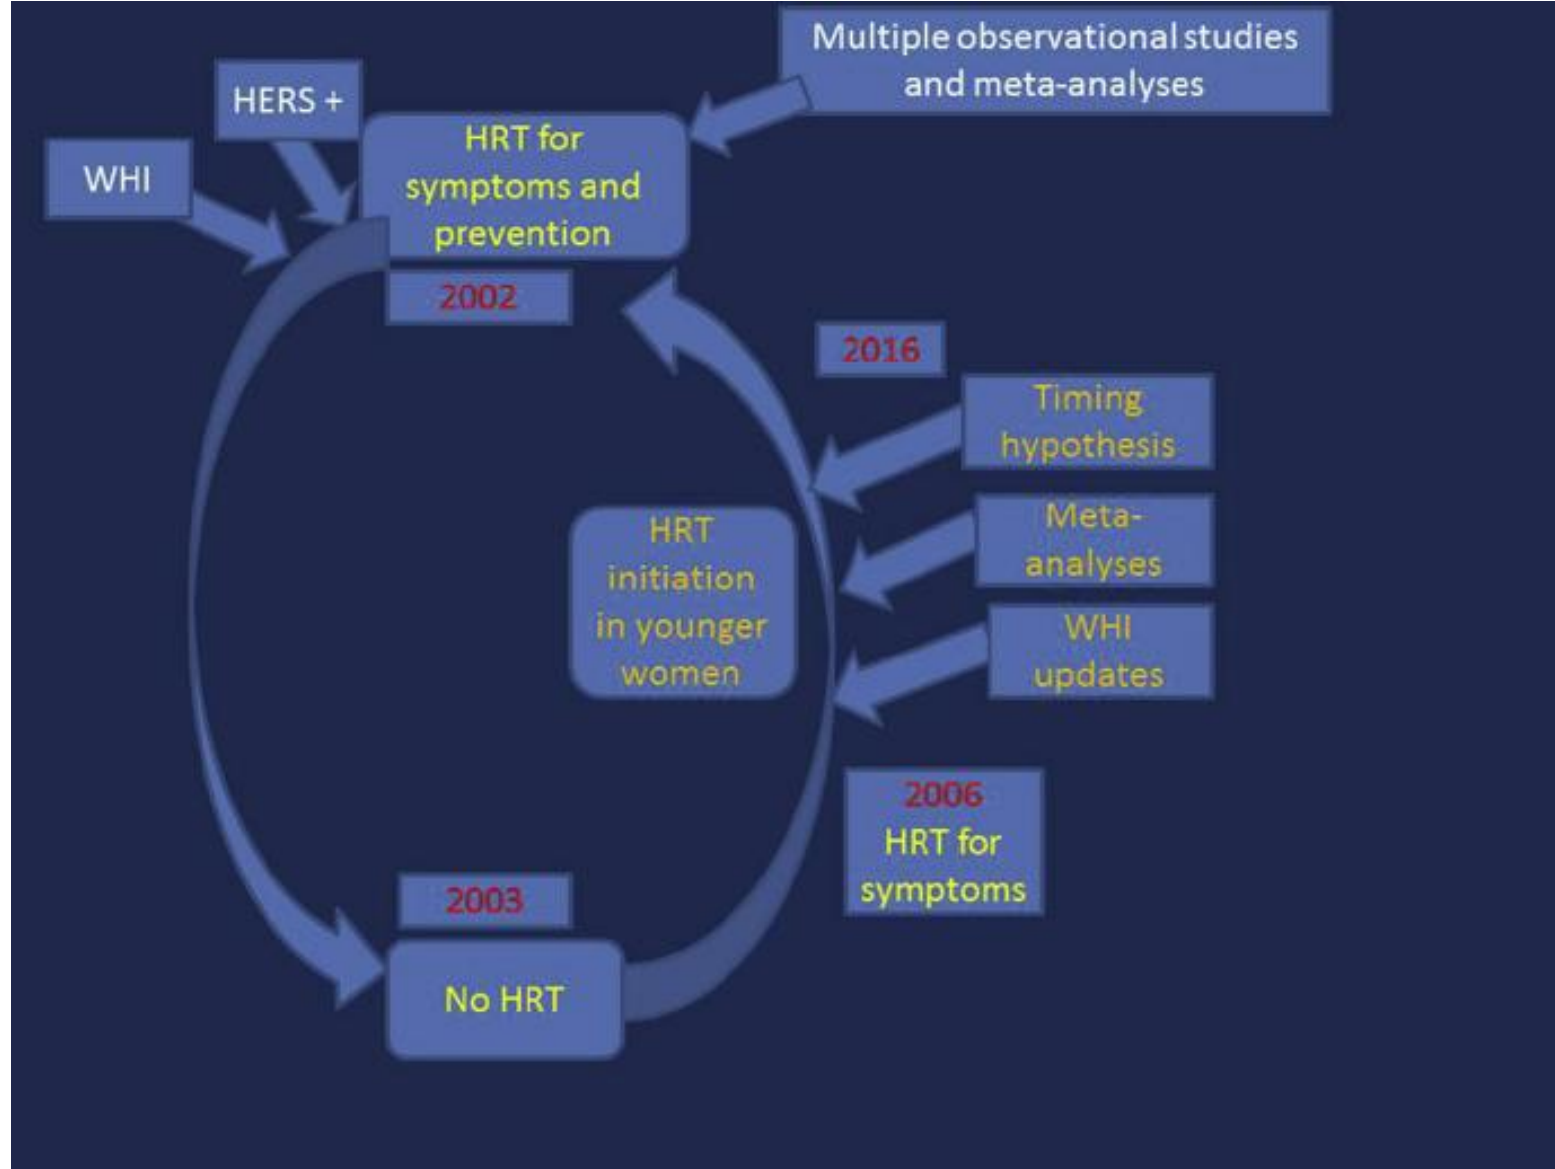 Multiple observational studies
and meta-analyses
HERS +
WHI
HRT for
symptoms and
prevention
2002
2016
Timing
hypothesis
Meta-
analyses
WHI
updates
HRT
initiation
in younger
women
2006
HRT for
symptoms
2003
No HRT